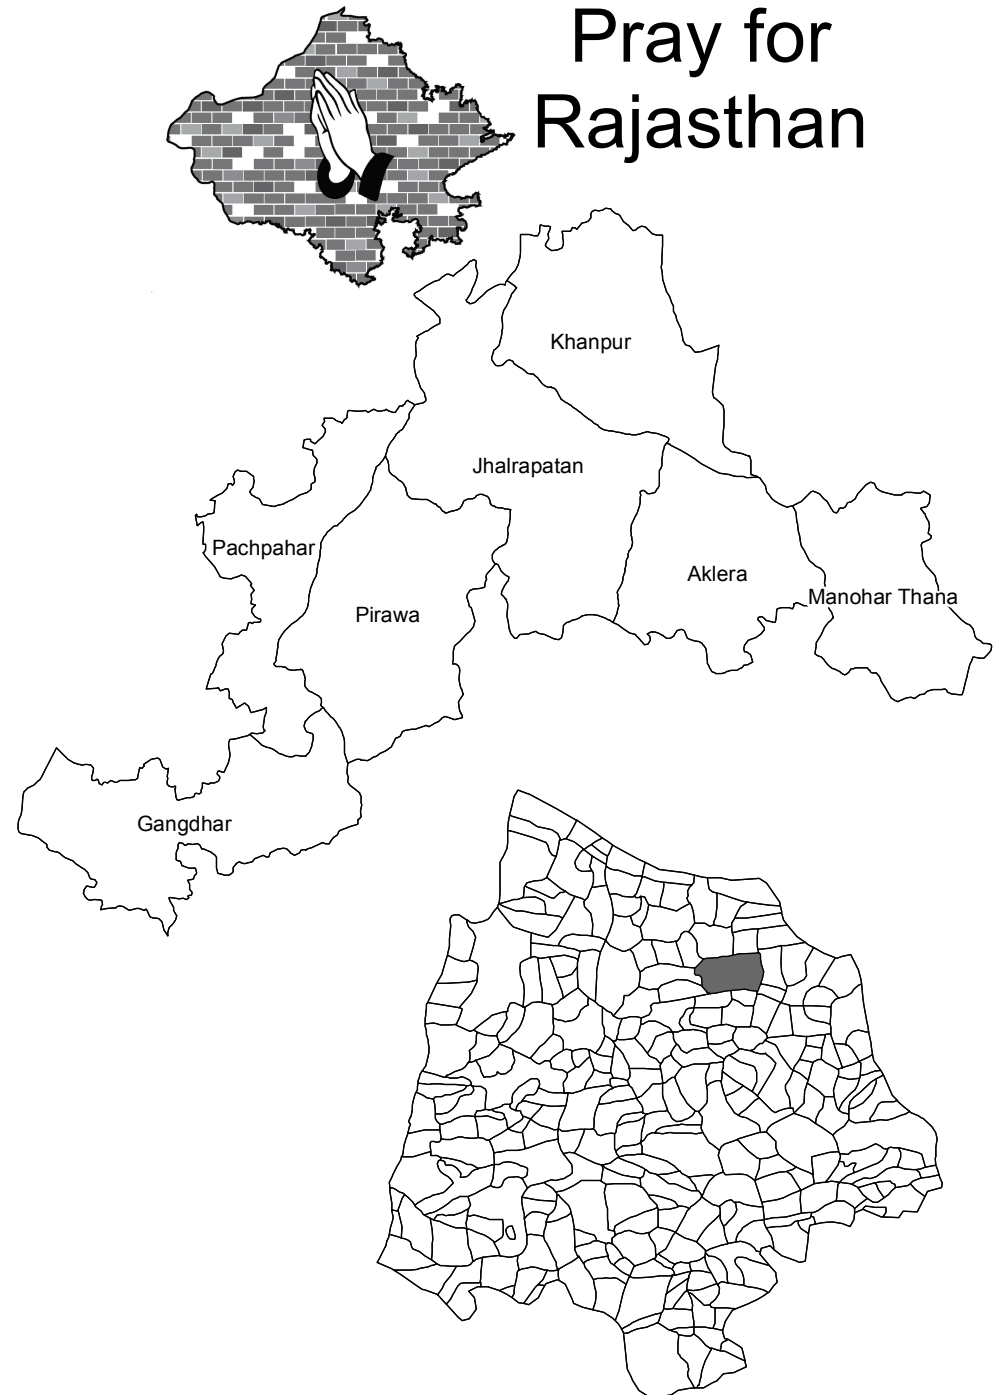 Pray for
Rajasthan
Khanpur
Jhalrapatan
Pachpahar
Aklera
Manohar Thana
Pirawa
Gangdhar